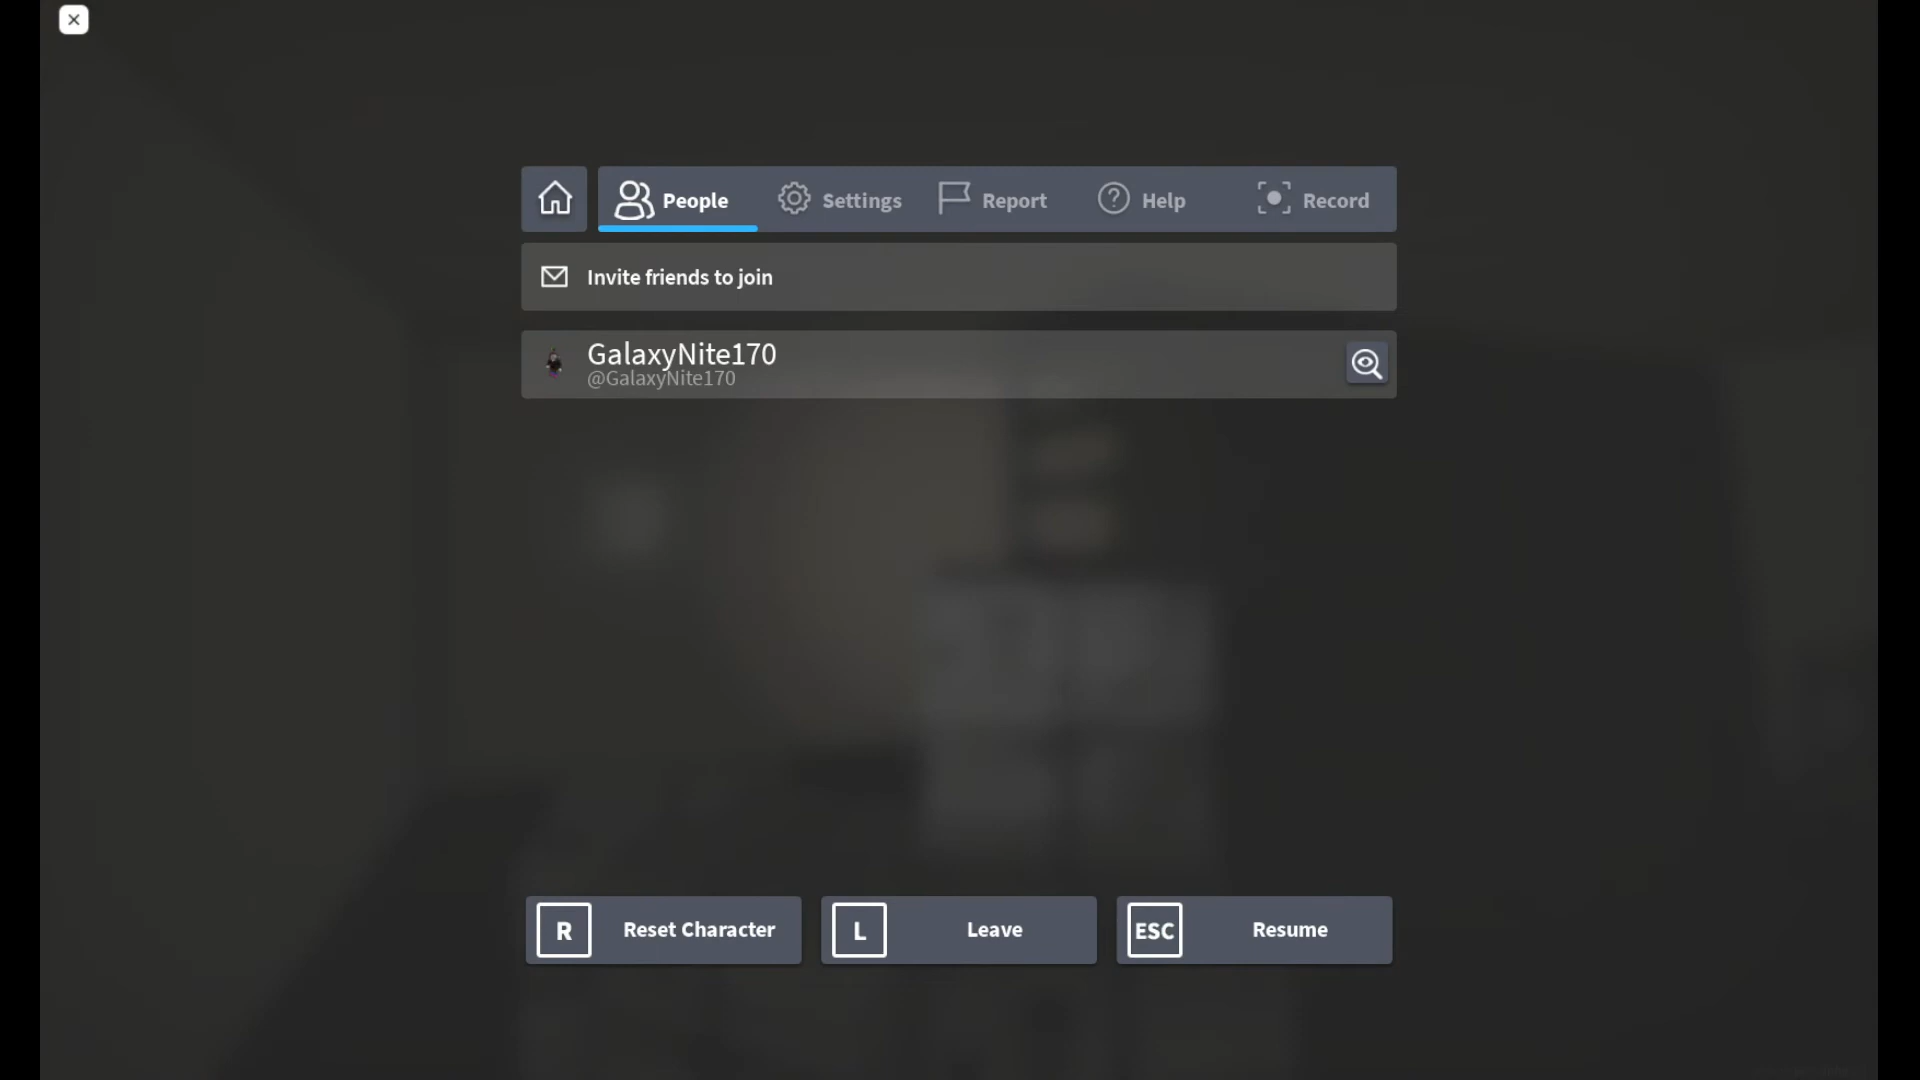 People
Settings
Report
Help
Record
Invite friends to join
GalaxyNite170
@GalaxyNite170
R
Reset Character
L
Leave
ESC
Resume